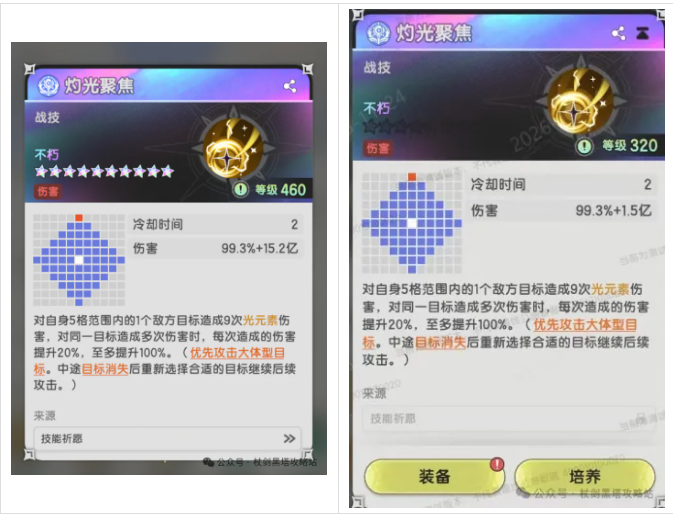 灼光聚焦
战技
不朽
伤害
等级 460
冷却时间 2
伤害 99.3%+15.2亿
对自身5格范围内的1个敌方目标造成9次光元素伤
害，对同一目标造成多次伤害时，每次造成的伤害
提升20%，至多提升100%。（优先攻击大体型目
标。中途目标消失后重新选择合适的目标继续后续
攻击。）
来源
技能祈愿
公众号 · 杖剑黑塔攻略站
灼光聚焦
战技
不朽
伤害
等级 320
冷却时间 2
伤害 99.3%+1.5亿
对自身5格范围内的1个敌方目标造成9次光元素伤
害，对同一目标造成多次伤害时，每次造成的伤害
提升20%，至多提升100%。（优先攻击大体型目
标。中途目标消失后重新选择合适的目标继续后续
攻击。）
来源
技能祈愿
装备
培养
公众号 · 杖剑黑塔攻略站